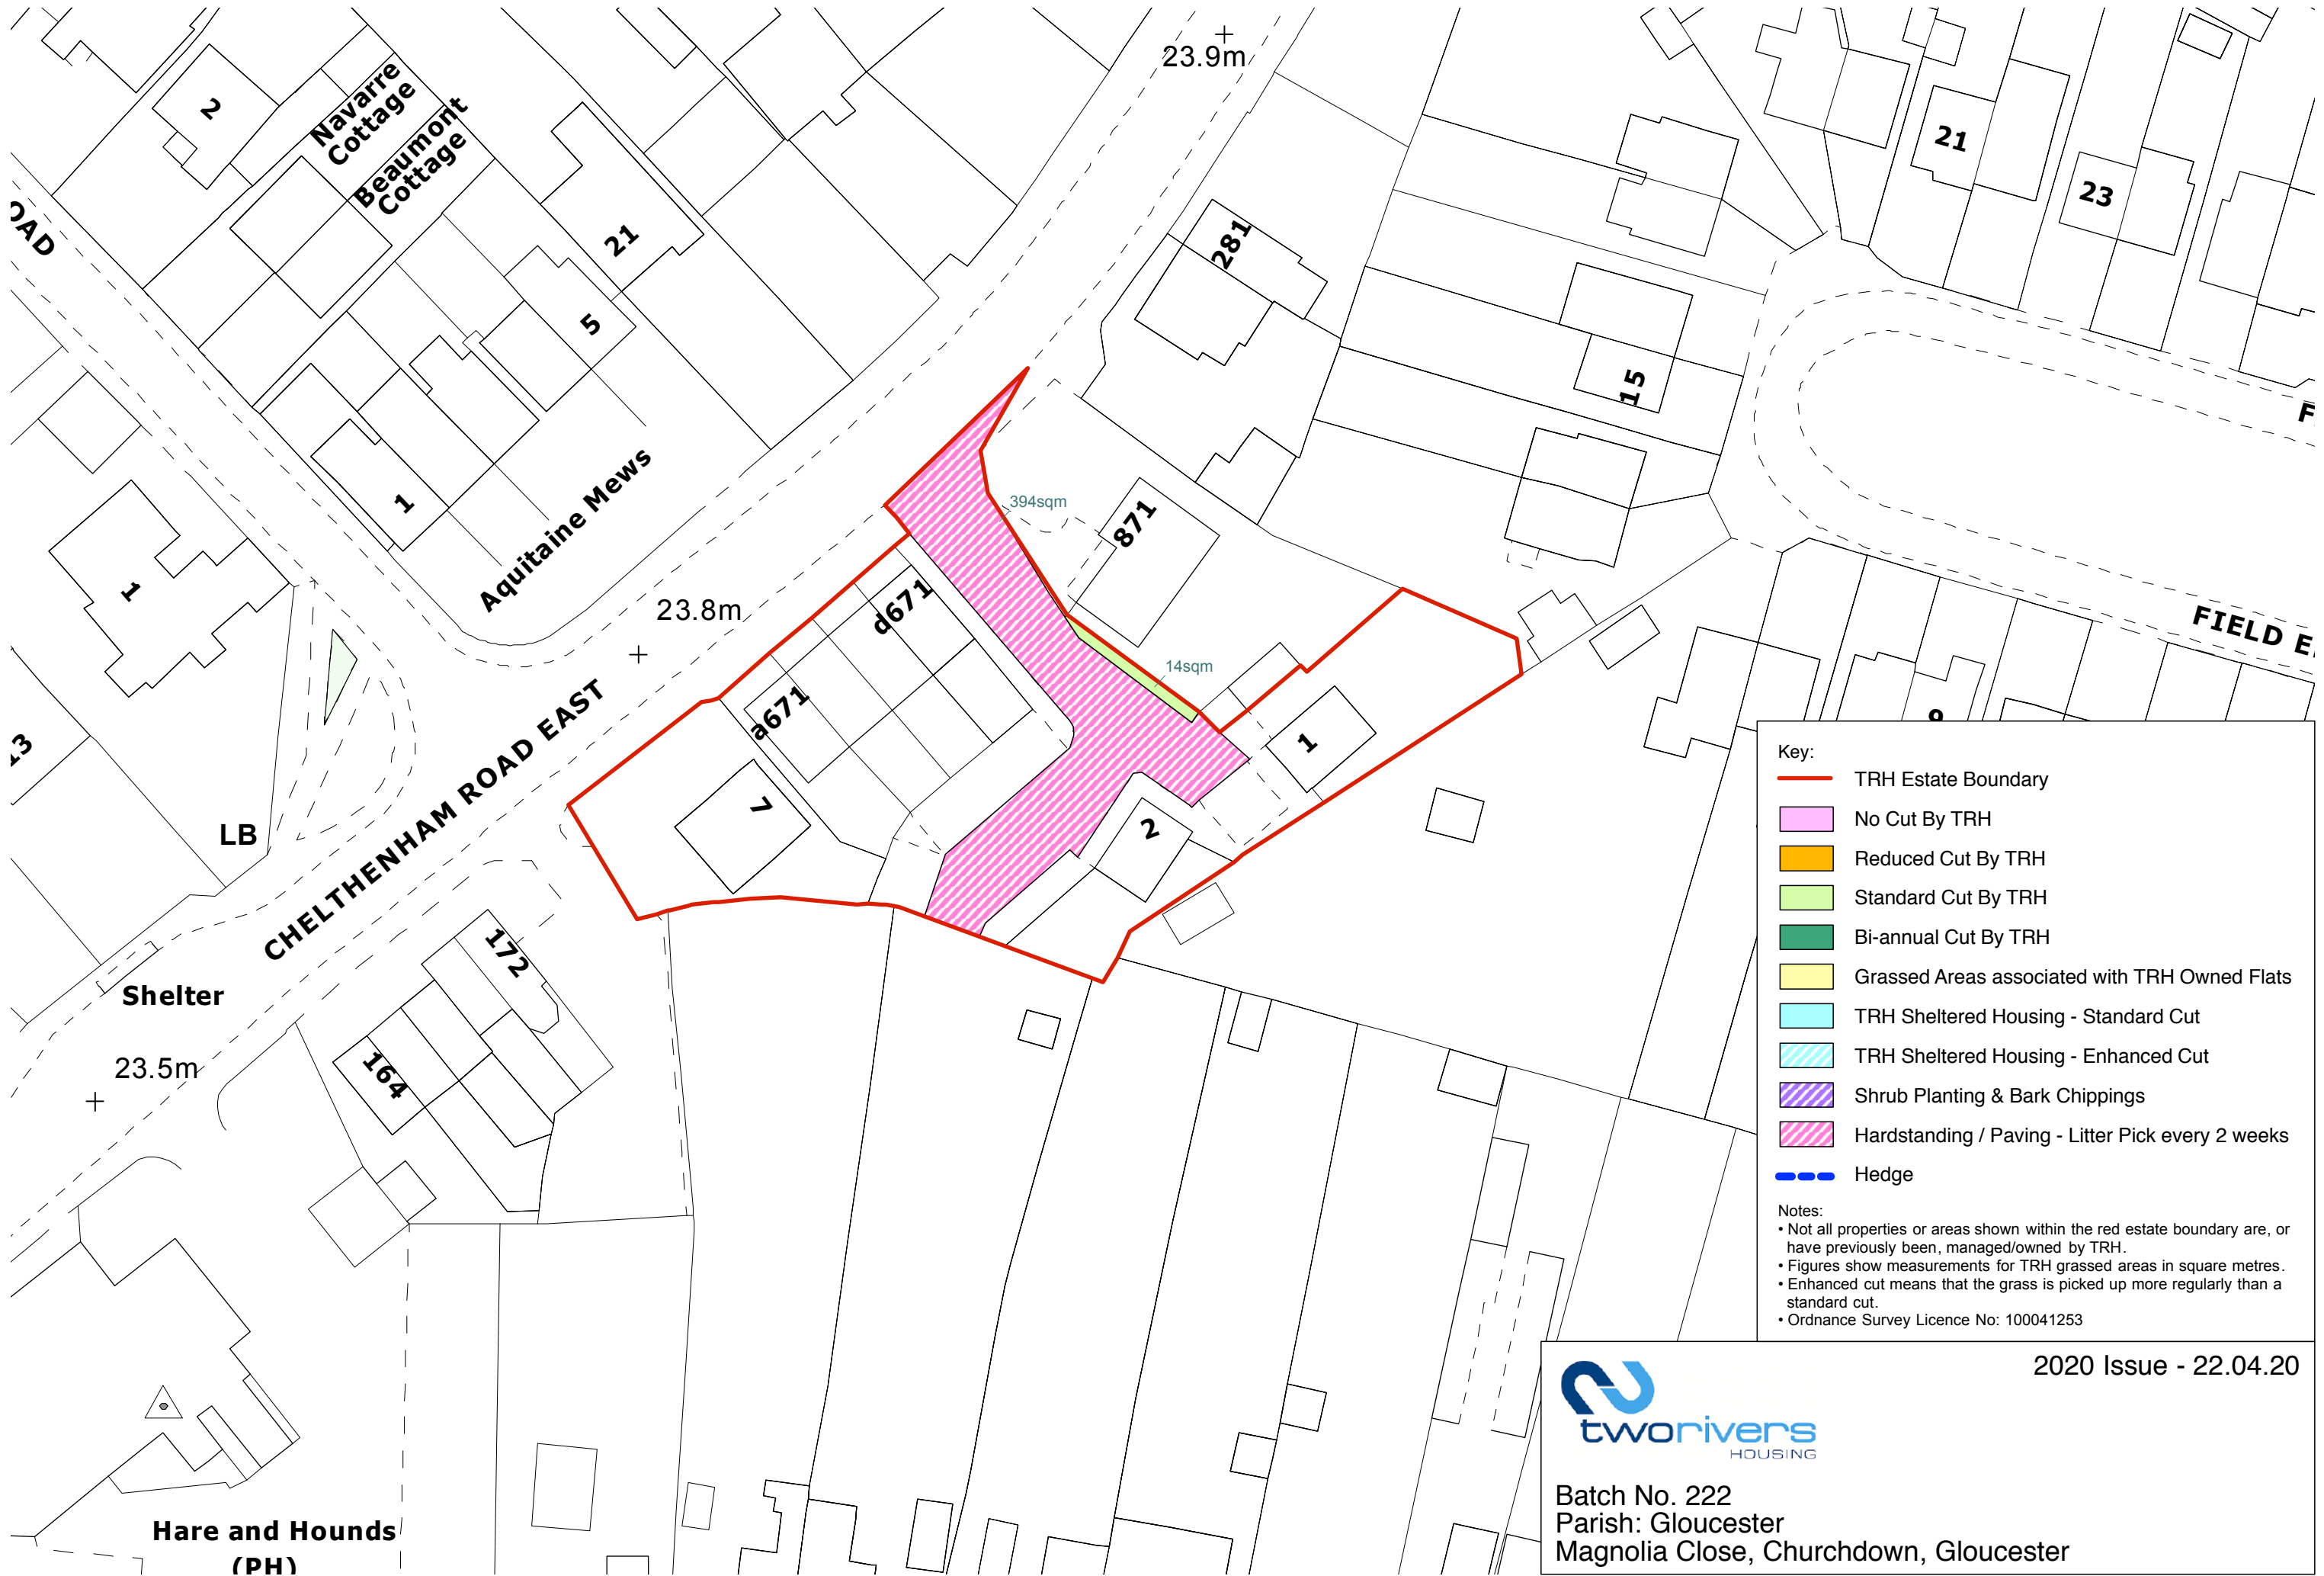 23.9m
2
Navarre
Cottage
Beaumont
Cottage
21
5
1
OAD
281
21
23
15
F
Aquitaine Mews
394sqm
871
1
23.8m
d671
a671
14sqm
1
7
2
9
FIELD E
13
LB
CHELTHENHAM ROAD EAST
172
164
Shelter
23.5m
Hare and Hounds
(PH)
Key:
TRH Estate Boundary
No Cut By TRH
Reduced Cut By TRH
Standard Cut By TRH
Bi-annual Cut By TRH
Grassed Areas associated with TRH Owned Flats
TRH Sheltered Housing - Standard Cut
TRH Sheltered Housing - Enhanced Cut
Shrub Planting & Bark Chippings
Hardstanding / Paving - Litter Pick every 2 weeks
Hedge
Notes:
• Not all properties or areas shown within the red estate boundary are, or
have previously been, managed/owned by TRH.
• Figures show measurements for TRH grassed areas in square metres.
• Enhanced cut means that the grass is picked up more regularly than a
standard cut.
• Ordnance Survey Licence No: 100041253
2020 Issue - 22.04.20
tworivers
HOUSING
Batch No. 222
Parish: Gloucester
Magnolia Close, Churchdown, Gloucester